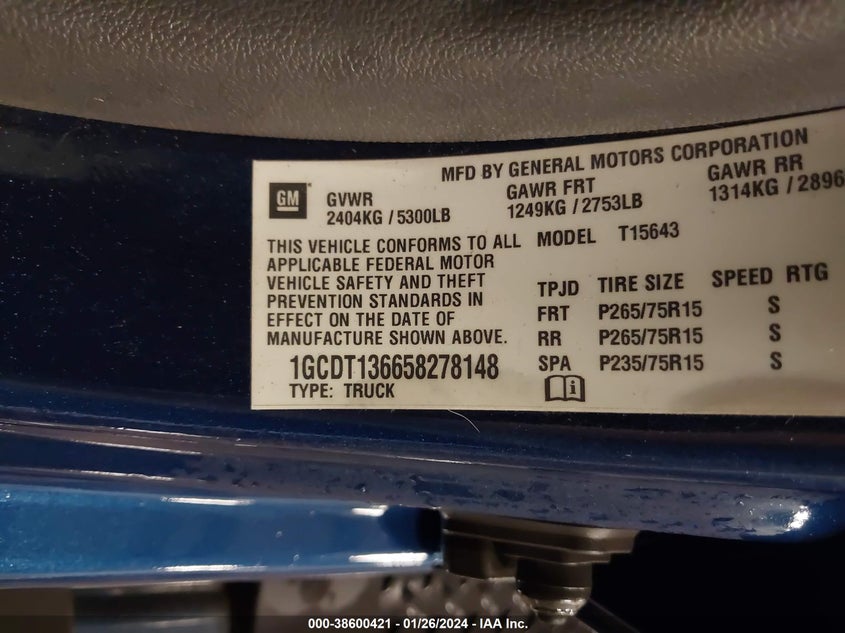 MFD BY GENERAL MOTORS CORPORATION
GM
GVWR
2404KG / 5300LB
GAWR FRT
1249KG / 2753LB
GAWR RR
1314KG / 2896
THIS VEHICLE CONFORMS TO ALL
APPLICABLE FEDERAL MOTOR
VEHICLE SAFETY AND THEFT
PREVENTION STANDARDS IN
EFFECT ON THE DATE OF
MANUFACTURE SHOWN ABOVE.
1GCDT136658278148
TYPE: TRUCK
MODEL T15643
TPJD TIRE SIZE SPEED RTG
FRT P265/75R15 S
RR P265/75R15 S
SPA P235/75R15 S
000-38600421 - 01/26/2024 - IAA Inc.